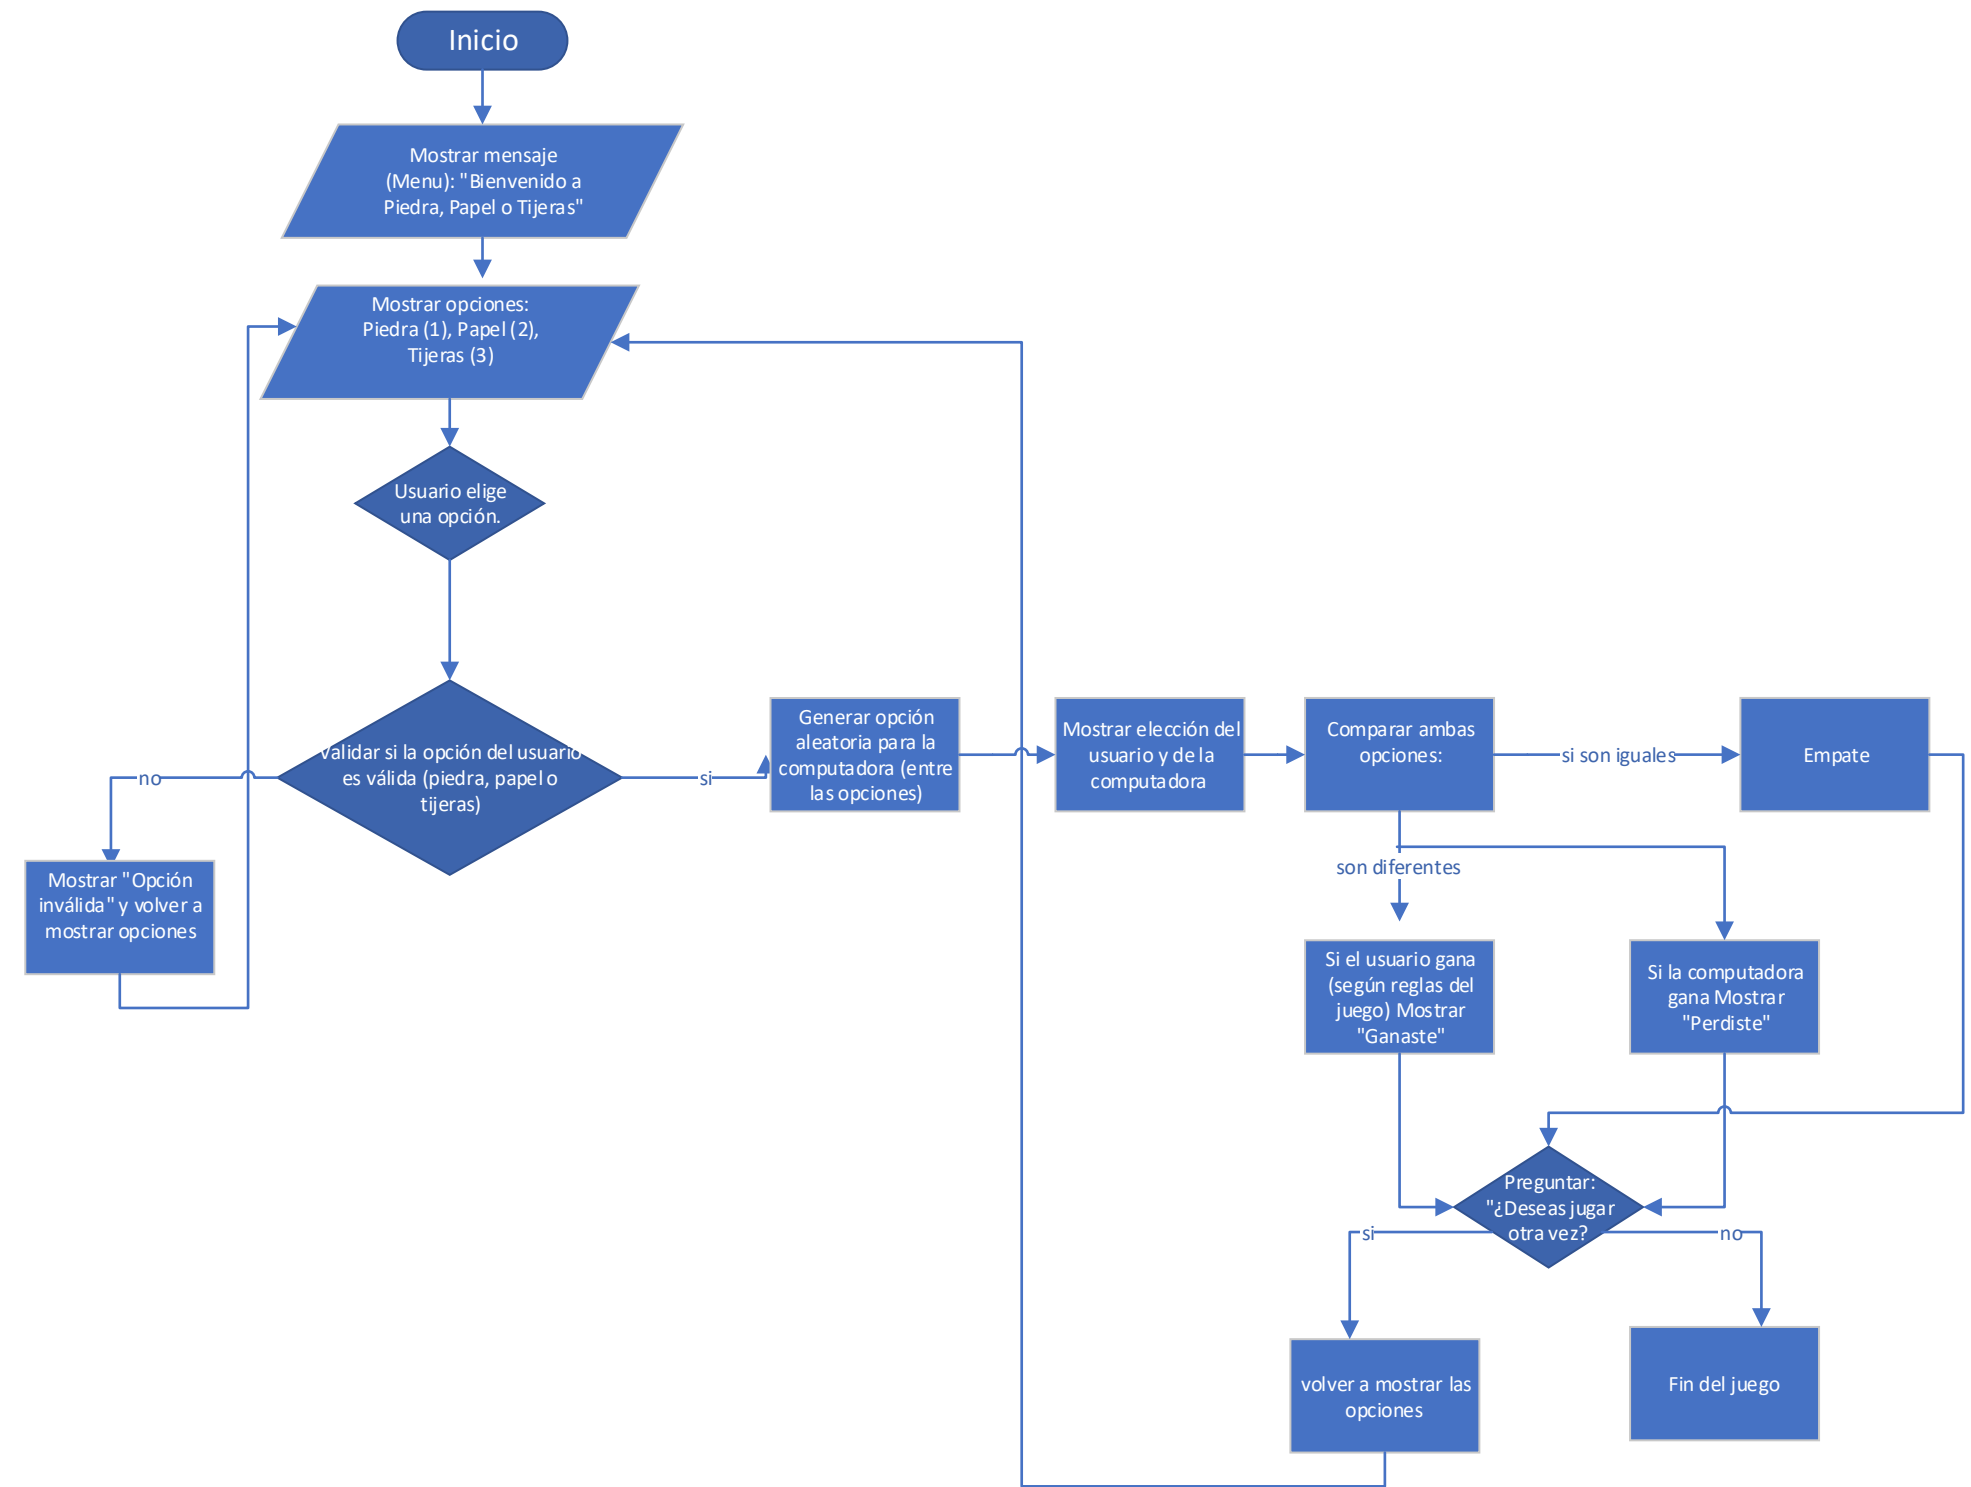 Inicio
Mostrar mensaje
(Menu): "Bienvenido a
Piedra, Papel o Tijeras"
Mostrar opciones:
Piedra (1), Papel (2),
Tijeras (3)
Usuario elige
una opción.
Validar si la opción del usuario
es válida (piedra, papel o
tijeras)
no
si
Mostrar "Opción
inválida" y volver a
mostrar opciones
Generar opción
aleatoria para la
computadora (entre
las opciones)
Mostrar elección del
usuario y de la
computadora
Comparar ambas
opciones:
si son iguales
Empate
son diferentes
Si el usuario gana
(según reglas del
juego) Mostrar
"Ganaste"
Si la computadora
gana Mostrar
"Perdiste"
Preguntar:
"¿Deseas jugar
otra vez?
si
no
volver a mostrar las
opciones
Fin del juego